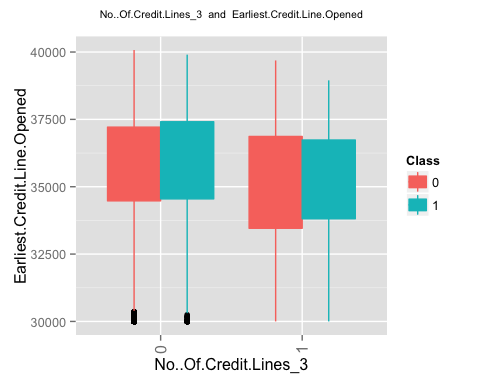 No..Of.Credit.Lines_3 and Earliest.Credit.Line.Opened
Earliest.Credit.Line.Opened
40000
37500
35000
32500
30000
0
1
No..Of.Credit.Lines_3
Class
0
1